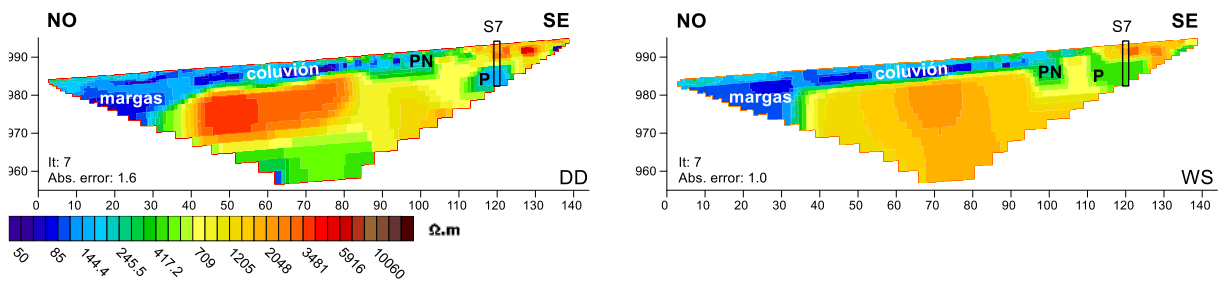 NO
SE
S7
990
980
970
960
coluvión
PN
P
margas
It: 7
Abs. error: 1.6
DD
0 10 20 30 40 50 60 70 80 90 100 110 120 130 140
50 85 144.4 245.5 417.2 709 1205 2048 3481 5916 10060
Ω.m
NO
SE
S7
990
980
970
960
coluvión
PN
P
margas
It: 7
Abs. error: 1.0
WS
0 10 20 30 40 50 60 70 80 90 100 110 120 130 140